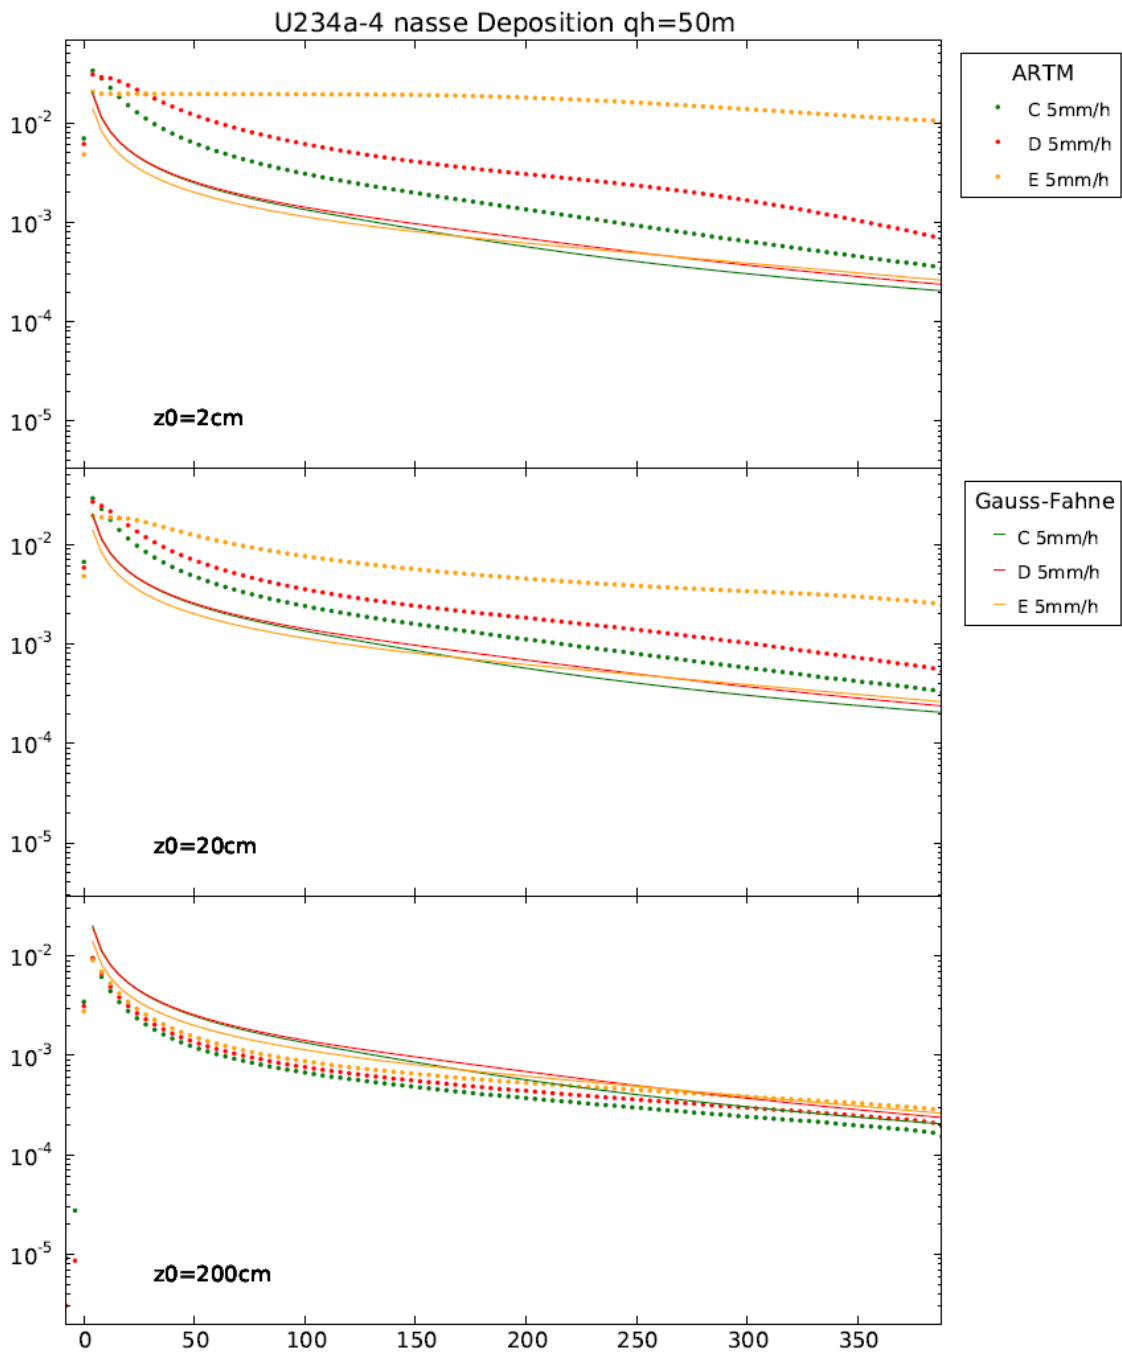 U234a-4 nasse Deposition qh=50m
10-2
10-3
10-4
10-5
z0=2cm
ARTM
C 5mm/h
D 5mm/h
E 5mm/h
10-2
10-3
10-4
10-5
z0=20cm
Gauss-Fahne
C 5mm/h
D 5mm/h
E 5mm/h
10-2
10-3
10-4
10-5
z0=200cm
0 50 100 150 200 250 300 350